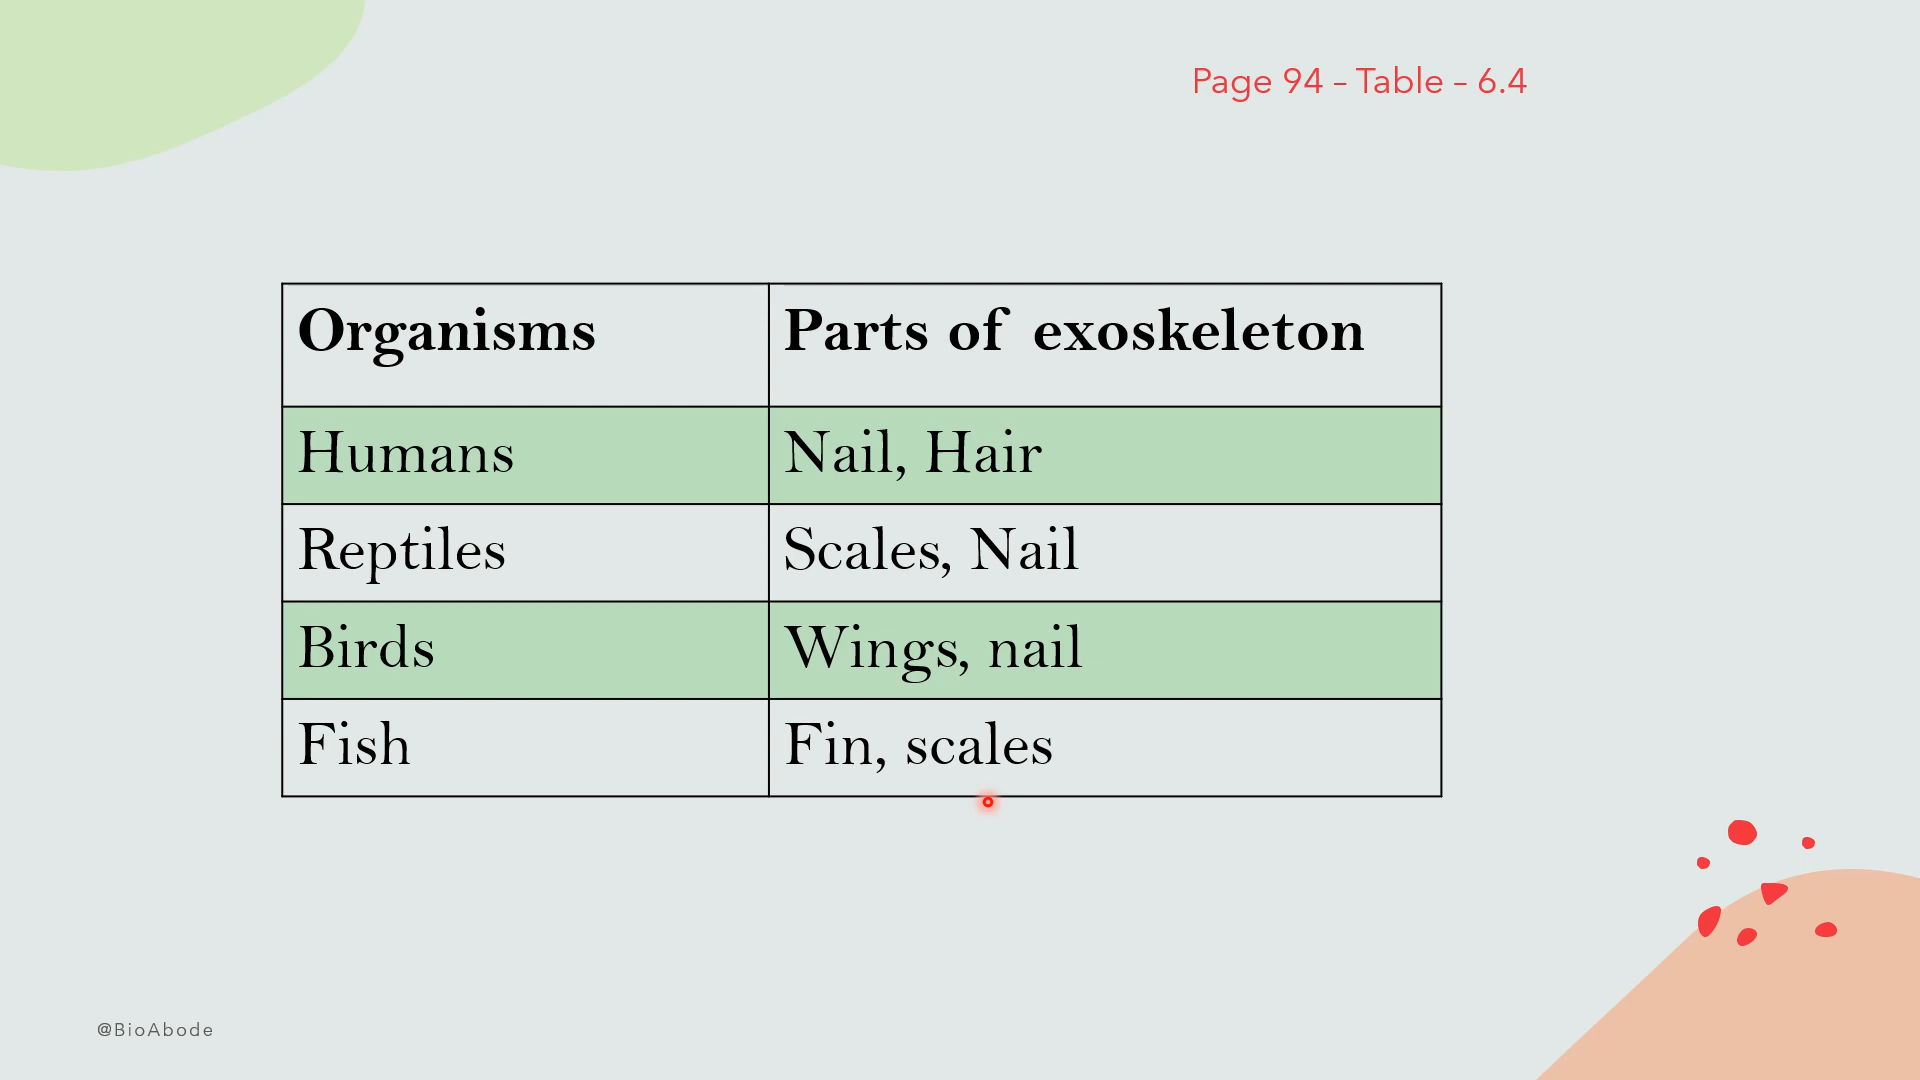 Page 94 – Table – 6.4
Organisms Parts of exoskeleton
Humans Nail, Hair
Reptiles Scales, Nail
Birds Wings, nail
Fish Fin, scales
@BioAbode